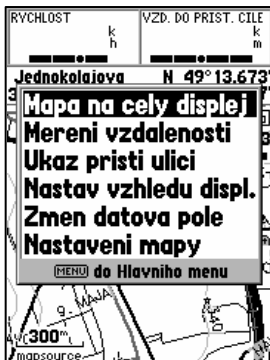 RYCHLOST
k
h
VZD. DO PRIST. CILE
k
m
Jednokolajova N 49°13.673'
Mapa na cely displej
Mereni vzdalenosti
Ukaz pristi ulici
Nastav vzhledu displ.
Zmen datova pole
Nastaveni mapy
MENU do Hlavniho menu
MAJA
300m
mapsource